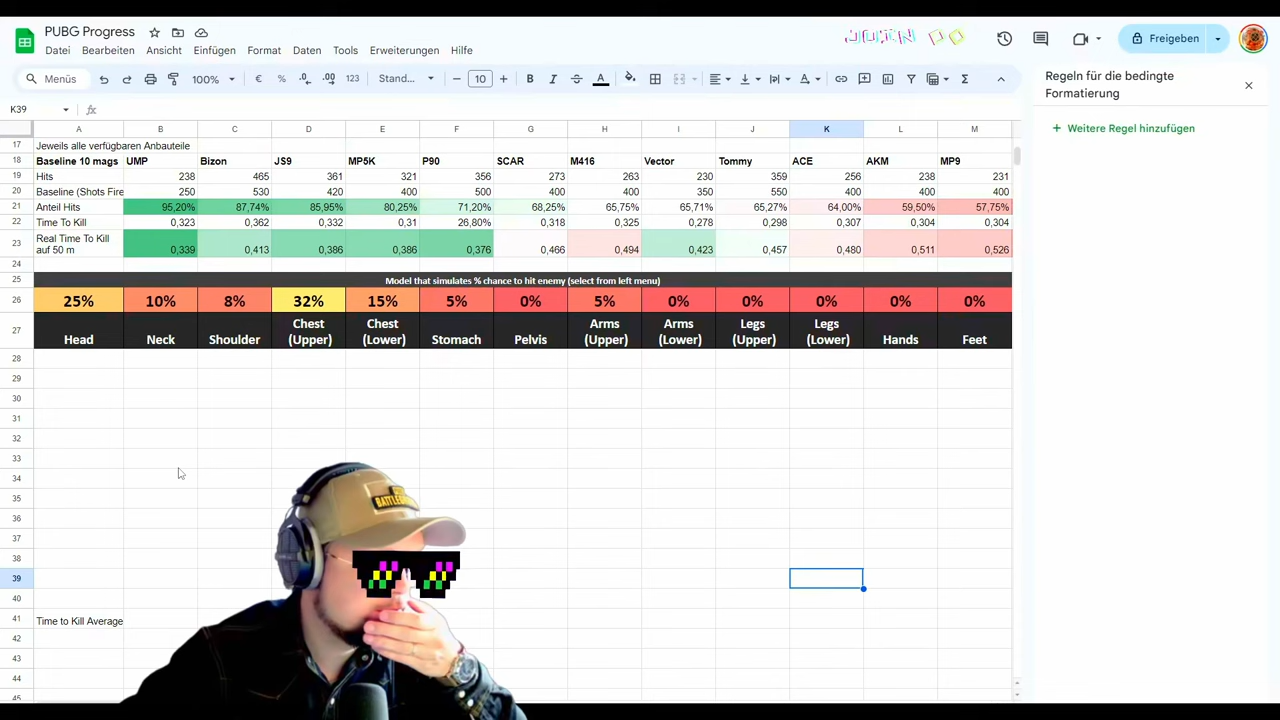 PUBG Progress
Datei Bearbeiten Ansicht Einfügen Format Daten Tools Erweiterungen Hilfe
Freigeben
Menüs 100% € % .0 .00 123 Stand... 10 B I S A Σ
K39 fx
Regeln für die bedingte
Formatierung
+ Weitere Regel hinzufügen
A B C D E F G H I J K L M
17 Jeweils alle verfügbaren Anbauteile
18 Baseline 10 mags UMP Bizon JS9 MP5K P90 SCAR M416 Vector Tommy ACE AKM MP9
19 Hits 238 465 361 321 356 273 263 230 359 256 238 231
20 Baseline (Shots Fire 250 530 420 400 500 400 400 350 550 400 400 400
21 Anteil Hits 95,20% 87,74% 85,95% 80,25% 71,20% 68,25% 65,75% 65,71% 65,27% 64,00% 59,50% 57,75%
22 Time To Kill 0,323 0,362 0,332 0,31 26,80% 0,318 0,325 0,278 0,298 0,307 0,304 0,304
Real Time To Kill
23 auf 50 m 0,339 0,413 0,386 0,386 0,376 0,466 0,494 0,423 0,457 0,480 0,511 0,526
24
25 Model that simulates % chance to hit enemy (select from left menu)
26 25% 10% 8% 32% 15% 5% 0% 5% 0% 0% 0% 0% 0%
27 Head Neck Shoulder Chest (Upper) Chest (Lower) Stomach Pelvis Arms (Upper) Arms (Lower) Legs (Upper) Legs (Lower) Hands Feet
28
29
30
31
32
33
34
35
36
37
38
39
40
41 Time to Kill Average
42
43
44
45